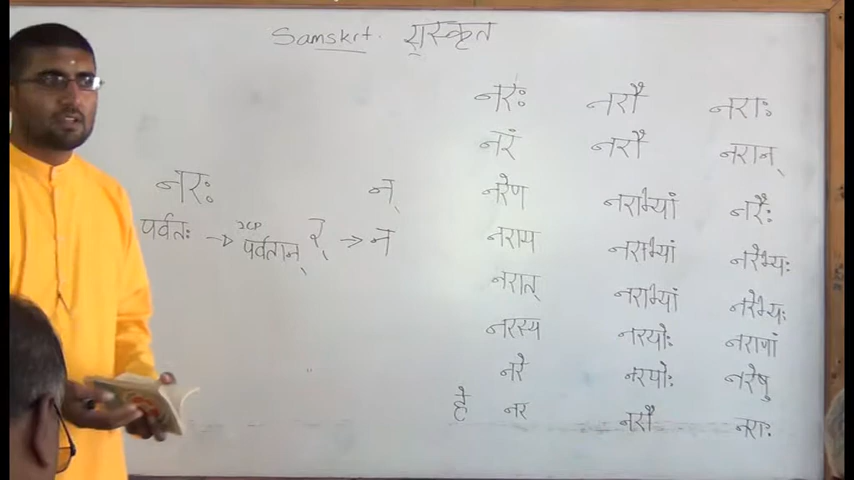 Samskrt. संस्कृत
नरः नरौ नराः
नरं नरौ नरान्
नरेण नराभ्यां नरैः
नराय नराभ्यां नरेभ्यः
नरात् नराभ्यां नरेभ्यः
नरस्य नरयोः नराणां
नरे नरयोः नरेषु
हे नर नरौ नराः
नरः न्
पर्वतः → पर्वतान् र् → न